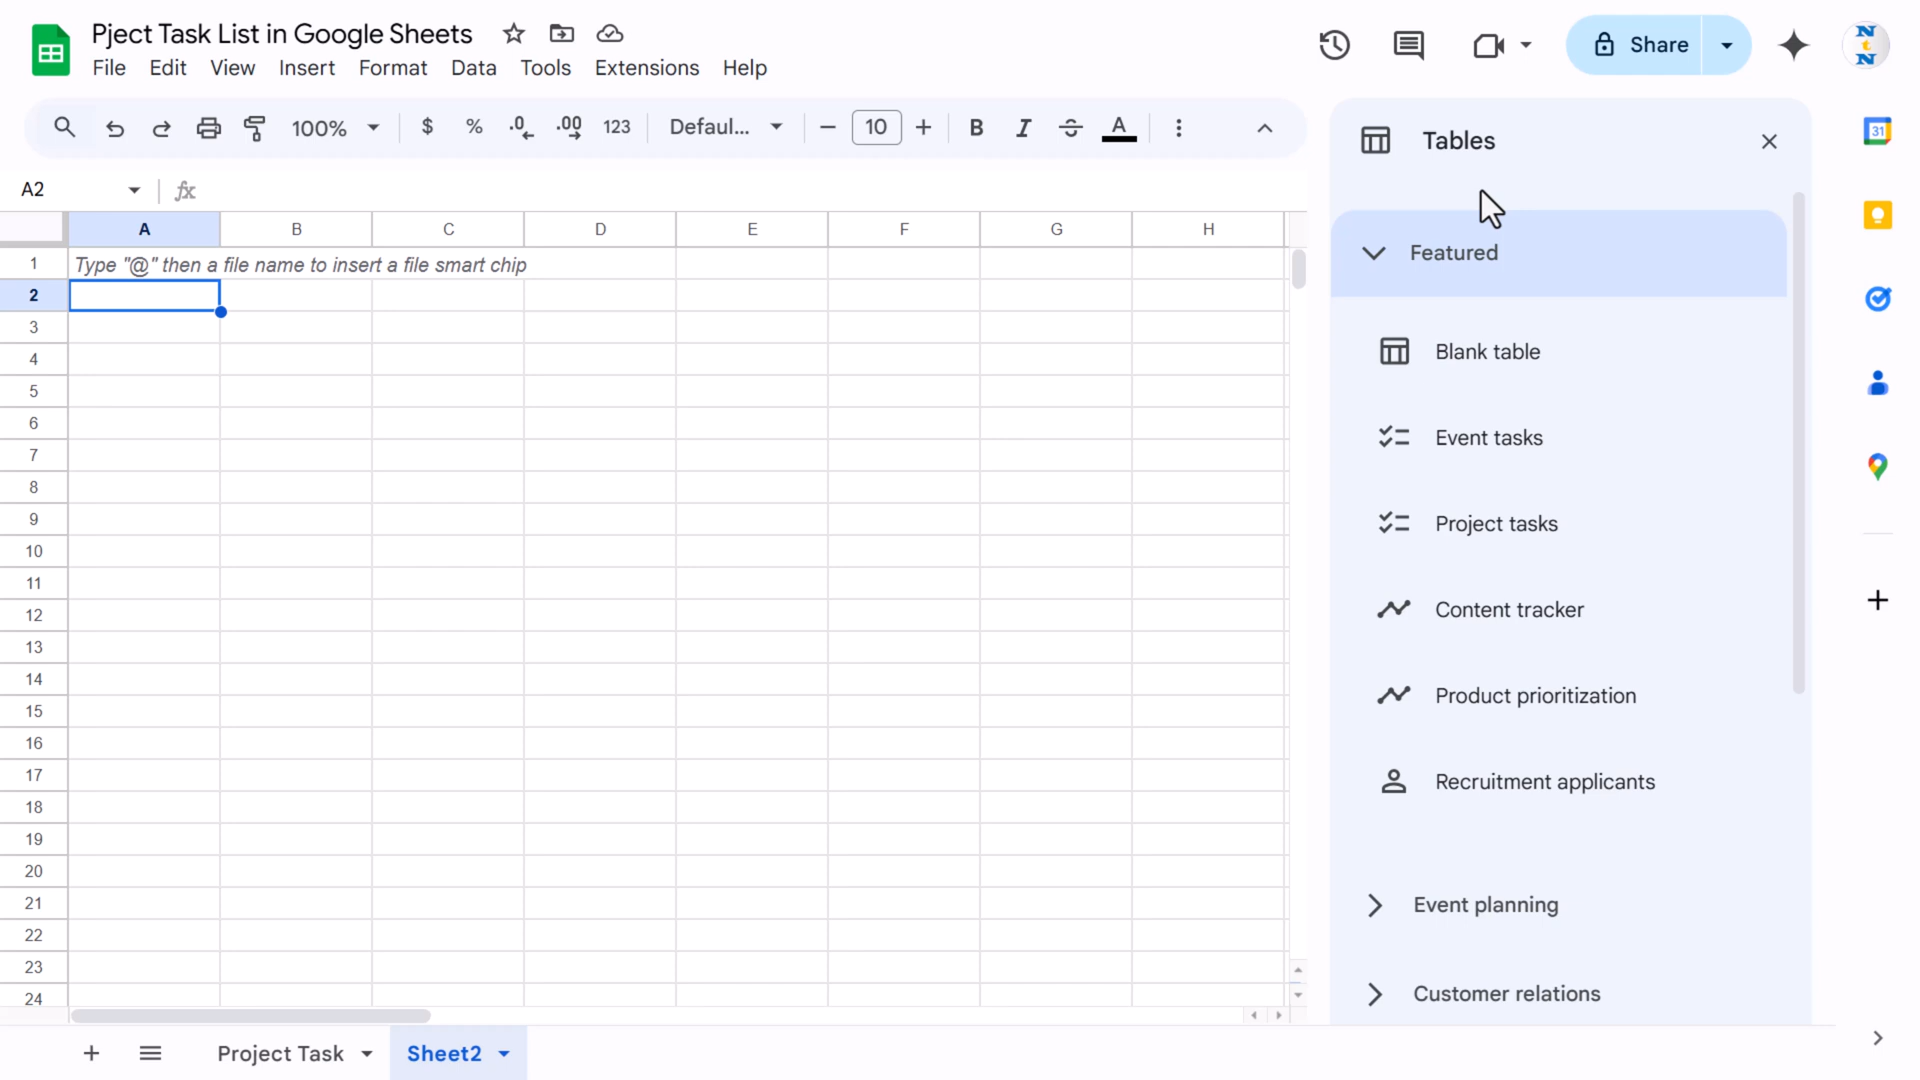 Pject Task List in Google Sheets
File Edit View Insert Format Data Tools Extensions Help
Share
100% $ % .0 .00 123 Defaul... 10 B I S A
A2 fx
A B C D E F G H
1 Type "@" then a file name to insert a file smart chip
2
3
4
5
6
7
8
9
10
11
12
13
14
15
16
17
18
19
20
21
22
23
24
Project Task Sheet2
Tables
Featured
Blank table
Event tasks
Project tasks
Content tracker
Product prioritization
Recruitment applicants
Event planning
Customer relations
N
t
N
31